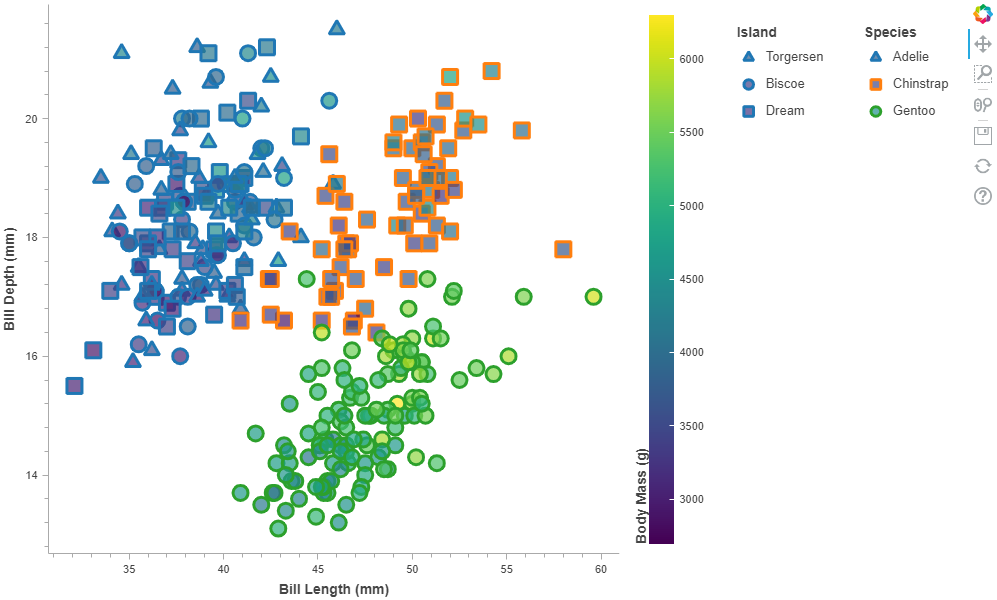 20
18
16
14
Bill Depth (mm)
35
40
45
50
55
60
Bill Length (mm)
6000
5500
5000
4500
4000
3500
3000
Body Mass (g)
Island
Torgersen
Biscoe
Dream
Species
Adelie
Chinstrap
Gentoo